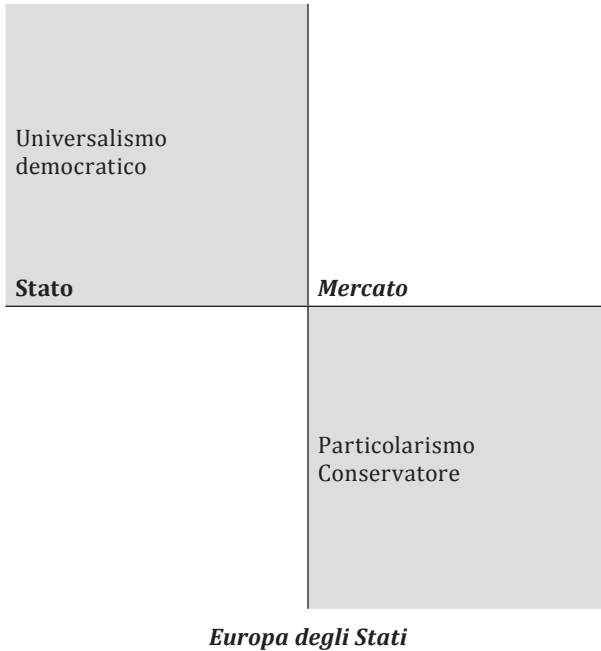 Universalismo
democratico
Stato
Mercato
Particolarismo
Conservatore
Europa degli Stati